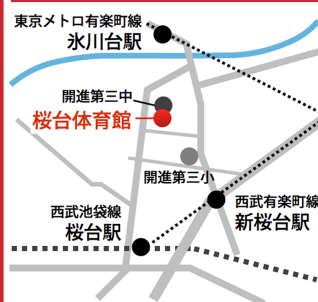 東京メトロ有楽町線
氷川台駅
開進第三中
桜台体育館
開進第三小
西武有楽町線
新桜台駅
西武池袋線
桜台駅